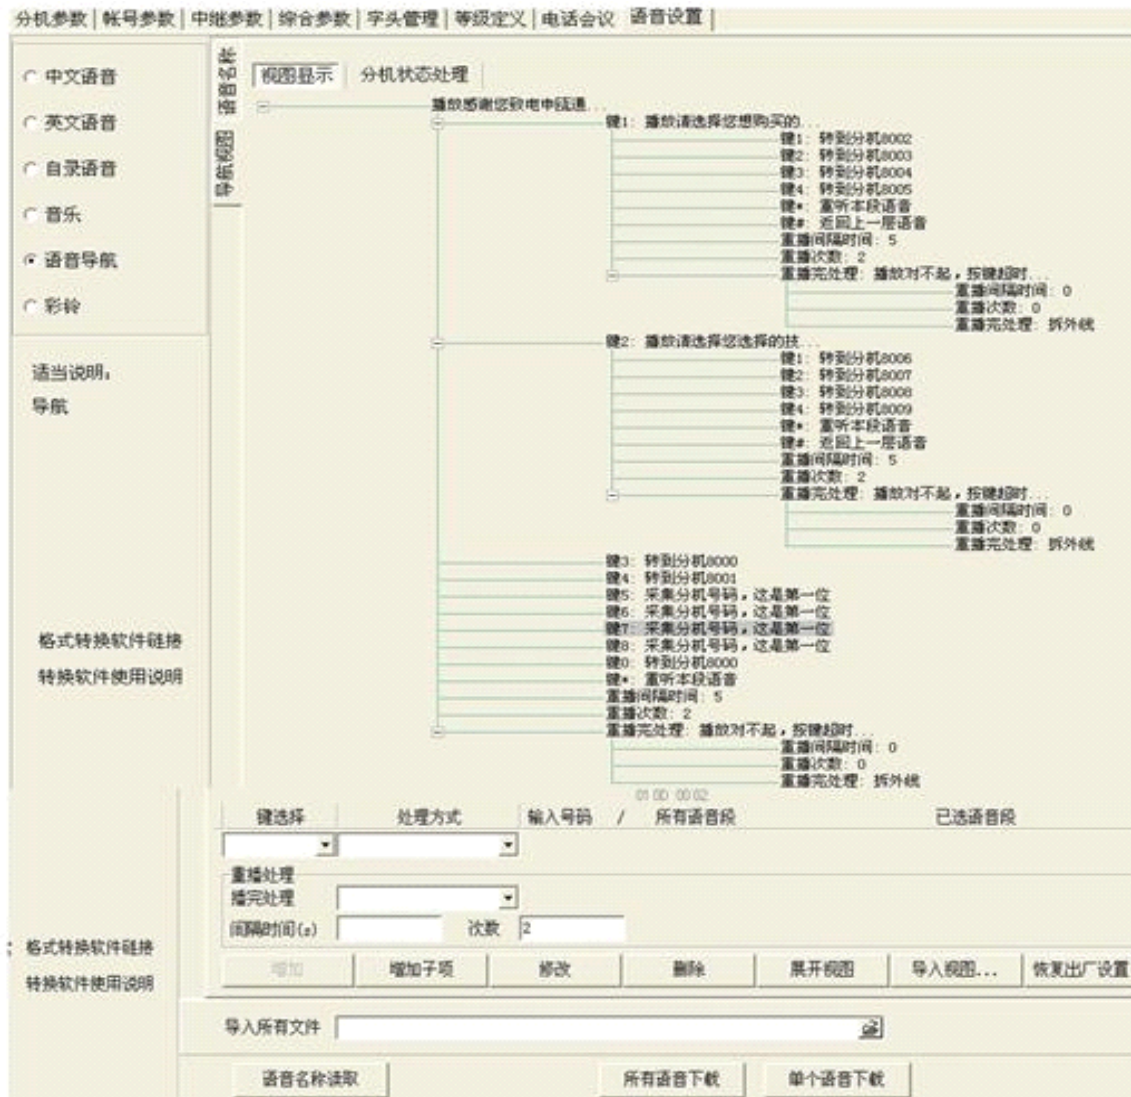 分机参数 | 帐号参数 | 中继参数 | 综合参数 | 字头管理 | 等级定义 | 电话会议 | 语音设置
中文语音
英文语音
自录语音
音乐
语音导航
彩铃
适当说明:
导航
格式转换软件链接
转换软件使用说明
语音名称
导航视图
视图显示 分机状态处理
播放感谢您致电申瓯通...
键1: 播放请选择您想购买的...
键1: 转到分机8002
键2: 转到分机8003
键3: 转到分机8004
键4: 转到分机8005
键*: 重听本段语音
键#: 返回上一层语音
重播间隔时间: 5
重播次数: 2
重播完处理: 播放对不起,按键超时...
重播间隔时间: 0
重播次数: 0
重播完处理: 拆外线
键2: 播放请选择您选择的技...
键1: 转到分机8006
键2: 转到分机8007
键3: 转到分机8008
键4: 转到分机8009
键*: 重听本段语音
键#: 返回上一层语音
重播间隔时间: 5
重播次数: 2
重播完处理: 播放对不起,按键超时...
重播间隔时间: 0
重播次数: 0
重播完处理: 拆外线
键3: 转到分机8000
键4: 转到分机8001
键5: 采集分机号码,这是第一位
键6: 采集分机号码,这是第一位
键7: 采集分机号码,这是第一位
键8: 采集分机号码,这是第一位
键0: 转到分机8000
键*: 重听本段语音
重播间隔时间: 5
重播次数: 2
重播完处理: 播放对不起,按键超时...
重播间隔时间: 0
重播次数: 0
重播完处理: 拆外线
键选择 处理方式 输入号码 / 所有语音段 已选语音段
重播处理
播完处理
间隔时间(s) 次数 2
格式转换软件链接
转换软件使用说明
增加 增加子项 修改 删除 展开视图 导入视图... 恢复出厂设置
导入所有文件
语音名称读取 所有语音下载 单个语音下载